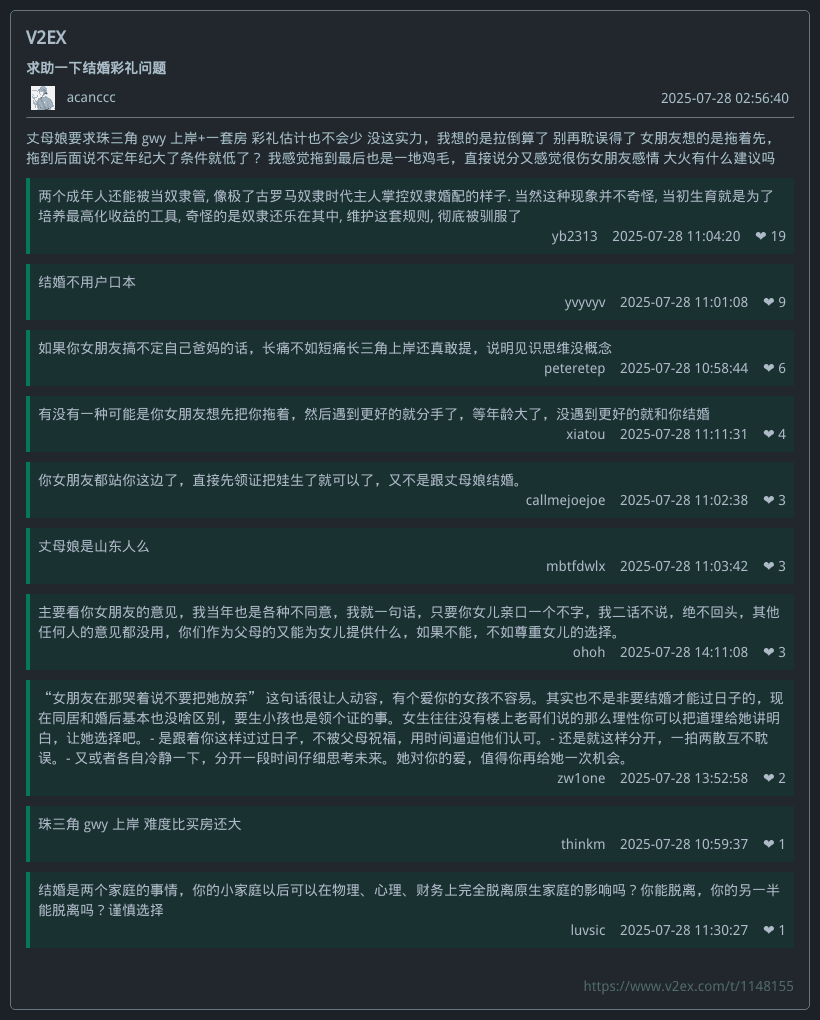 V2EX
求助一下结婚彩礼问题
acanccc 2025-07-28 02:56:40
丈母娘要求珠三角 gwy 上岸+一套房 彩礼估计也不会少 没这实力，我想的是拉倒算了 别再耽误得了 女朋友想的是拖着先，
拖到后面说不定年纪大了条件就低了？ 我感觉拖到最后也是一地鸡毛，直接说分又感觉很伤女朋友感情 大火有什么建议吗
两个成年人还能被当奴隶管, 像极了古罗马奴隶时代主人掌控奴隶婚配的样子. 当然这种现象并不奇怪, 当初生育就是为了
培养最高化收益的工具, 奇怪的是奴隶还乐在其中, 维护这套规则, 彻底被驯服了
yb2313 2025-07-28 11:04:20 ❤ 19
结婚不用户口本
yvyvyv 2025-07-28 11:01:08 ❤ 9
如果你女朋友搞不定自己爸妈的话，长痛不如短痛长三角上岸还真敢提，说明见识思维没概念
peteretep 2025-07-28 10:58:44 ❤ 6
有没有一种可能是你女朋友想先把你拖着，然后遇到更好的就分手了，等年龄大了，没遇到更好的就和你结婚
xiatou 2025-07-28 11:11:31 ❤ 4
你女朋友都站你这边了，直接先领证把娃生了就可以了，又不是跟丈母娘结婚。
callmejoejoe 2025-07-28 11:02:38 ❤ 3
丈母娘是山东人么
mbtfdwlx 2025-07-28 11:03:42 ❤ 3
主要看你女朋友的意见，我当年也是各种不同意，我就一句话，只要你女儿亲口一个不字，我二话不说，绝不回头，其他
任何人的意见都没用，你们作为父母的又能为女儿提供什么，如果不能，不如尊重女儿的选择。
ohoh 2025-07-28 14:11:08 ❤ 3
“女朋友在那哭着说不要把她放弃” 这句话很让人动容，有个爱你的女孩不容易。其实也不是非要结婚才能过日子的，现
在同居和婚后基本也没啥区别，要生小孩也是领个证的事。女生往往没有楼上老哥们说的那么理性你可以把道理给她讲明
白，让她选择吧。- 是跟着你这样过过日子，不被父母祝福，用时间逼迫他们认可。- 还是就这样分开，一拍两散互不耽
误。- 又或者各自冷静一下，分开一段时间仔细思考未来。她对你的爱，值得你再给她一次机会。
zw1one 2025-07-28 13:52:58 ❤ 2
珠三角 gwy 上岸 难度比买房还大
thinkm 2025-07-28 10:59:37 ❤ 1
结婚是两个家庭的事情，你的小家庭以后可以在物理、心理、财务上完全脱离原生家庭的影响吗？你能脱离，你的另一半
能脱离吗？谨慎选择
luvsic 2025-07-28 11:30:27 ❤ 1
https://www.v2ex.com/t/1148155